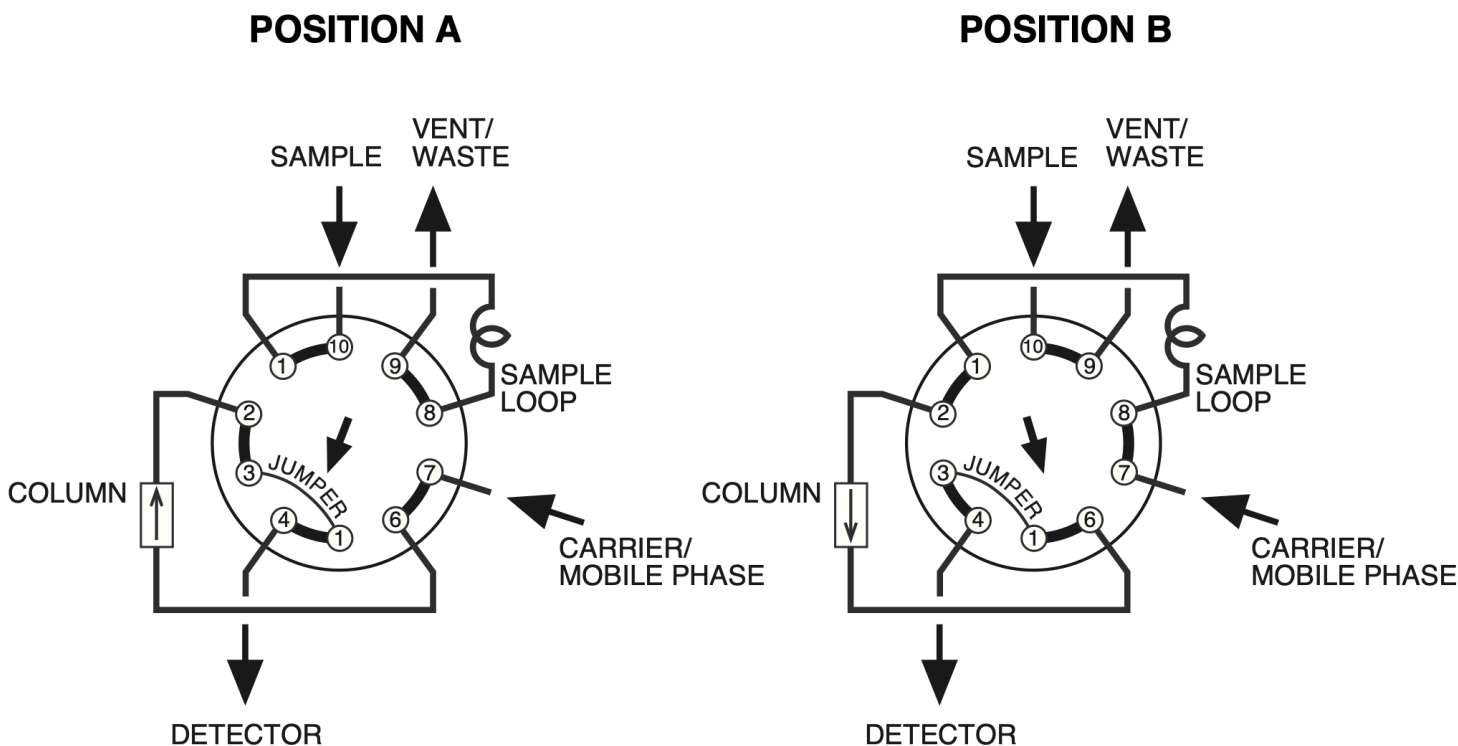 POSITION A
SAMPLE
VENT/
WASTE
1
10
9
8
2
3
7
4
1
6
JUMPER
SAMPLE
LOOP
COLUMN
CARRIER/
MOBILE PHASE
DETECTOR
POSITION B
SAMPLE
VENT/
WASTE
1
10
9
8
2
3
7
4
1
6
JUMPER
SAMPLE
LOOP
COLUMN
CARRIER/
MOBILE PHASE
DETECTOR